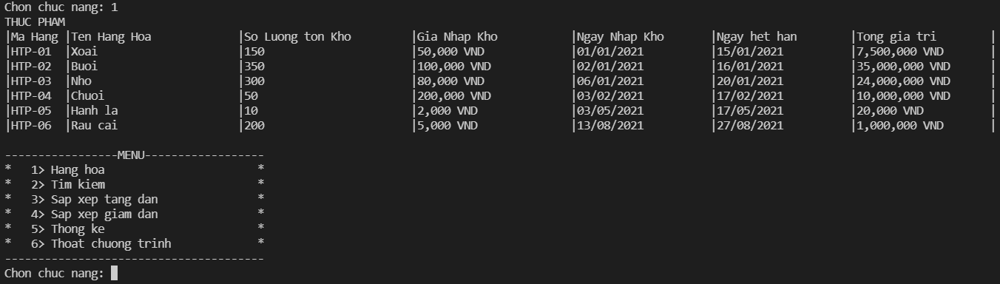 Chon chuc nang: 1
THUC PHAM
|Ma Hang |Ten Hang Hoa |So Luong ton Kho |Gia Nhap Kho |Ngay Nhap Kho |Ngay het han |Tong gia tri |
|HTP-01 |Xoai |150 |50,000 VND |01/01/2021 |15/01/2021 |7,500,000 VND |
|HTP-02 |Buoi |350 |100,000 VND |02/01/2021 |16/01/2021 |35,000,000 VND |
|HTP-03 |Nho |300 |80,000 VND |06/01/2021 |20/01/2021 |24,000,000 VND |
|HTP-04 |Chuoi |50 |200,000 VND |03/02/2021 |17/02/2021 |10,000,000 VND |
|HTP-05 |Hanh la |10 |2,000 VND |03/05/2021 |17/05/2021 |20,000 VND |
|HTP-06 |Rau cai |200 |5,000 VND |13/08/2021 |27/08/2021 |1,000,000 VND |
-----------------MENU------------------
* 1> Hang hoa *
* 2> Tim kiem *
* 3> Sap xep tang dan *
* 4> Sap xep giam dan *
* 5> Thong ke *
* 6> Thoat chuong trinh *
---------------------------------------
Chon chuc nang: